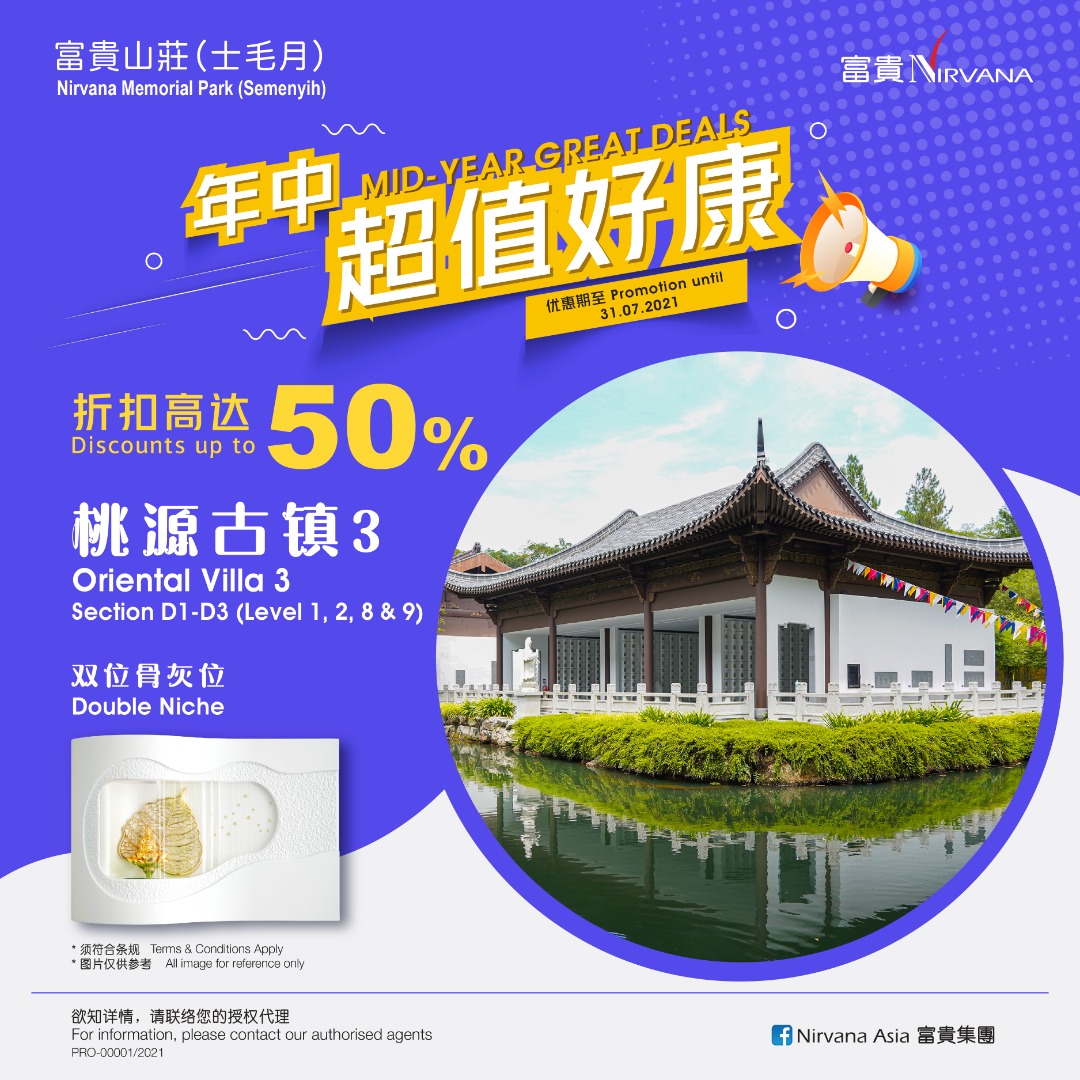 富貴山莊(士毛月)
Nirvana Memorial Park (Semenyih)
富貴 NIRVANA
年中
MID-YEAR GREAT DEALS
超值好康
优惠期至 Promotion until
31.07.2021
折扣高达
Discounts up to
50%
桃源古镇3
Oriental Villa 3
Section D1-D3 (Level 1, 2, 8 & 9)
双位骨灰位
Double Niche
* 须符合条规 Terms & Conditions Apply
* 图片仅供参考 All image for reference only
欲知详情，请联络您的授权代理
For information, please contact our authorised agents
PRO-00001/2021
Nirvana Asia 富貴集團